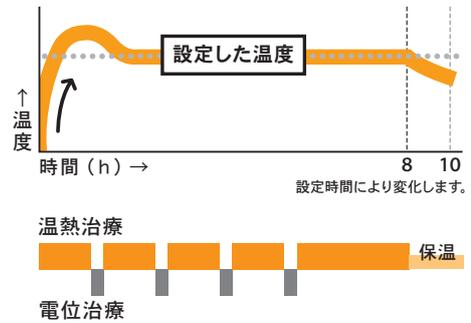 設定した温度
↑温度
時間（h）→
8
10
設定時間により変化します。
温熱治療
保温
電位治療